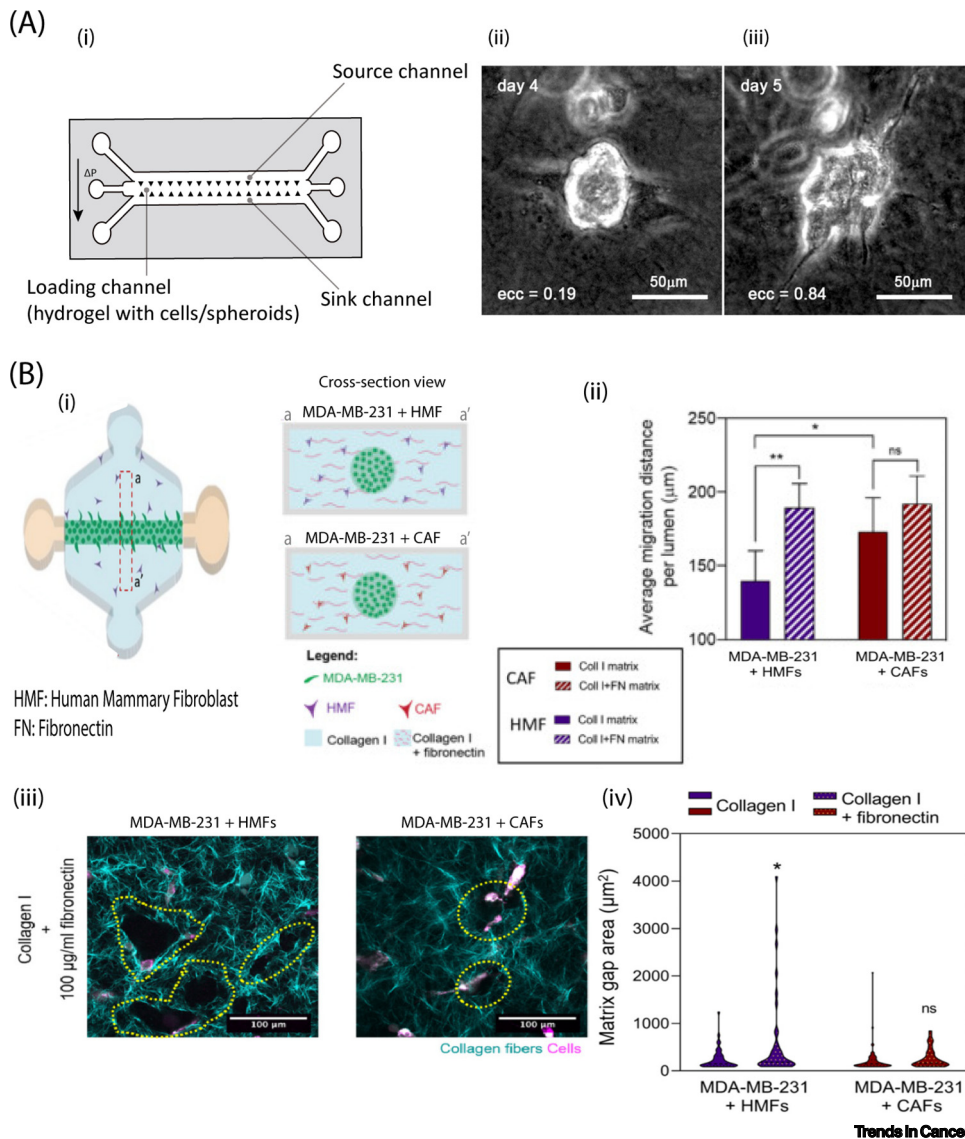 (A)
(i)
Source channel
ΔP
Loading channel
(hydrogel with cells/spheroids)
Sink channel
(ii)
day 4
ecc = 0.19
50μm
(iii)
day 5
ecc = 0.84
50μm
(B)
(i)
a
a'
Cross-section view
a MDA-MB-231 + HMF a'
a MDA-MB-231 + CAF a'
Legend:
MDA-MB-231
HMF
CAF
Collagen I
Collagen I
+ fibronectin
HMF: Human Mammary Fibroblast
FN: Fibronectin
CAF
Coll I matrix
Coll I+FN matrix
HMF
Coll I matrix
Coll I+FN matrix
(ii)
Average migration distance
per lumen (μm)
250
200
150
100
*
**
ns
MDA-MB-231
+ HMFs
MDA-MB-231
+ CAFs
(iii)
MDA-MB-231 + HMFs
MDA-MB-231 + CAFs
Collagen I
+
100 μg/ml fibronectin
100 μm
100 μm
Collagen fibers Cells
(iv)
Collagen I
Collagen I
+ fibronectin
Matrix gap area (μm²)
5000
4000
3000
2000
1000
0
*
ns
MDA-MB-231
+ HMFs
MDA-MB-231
+ CAFs
Trends in Cance